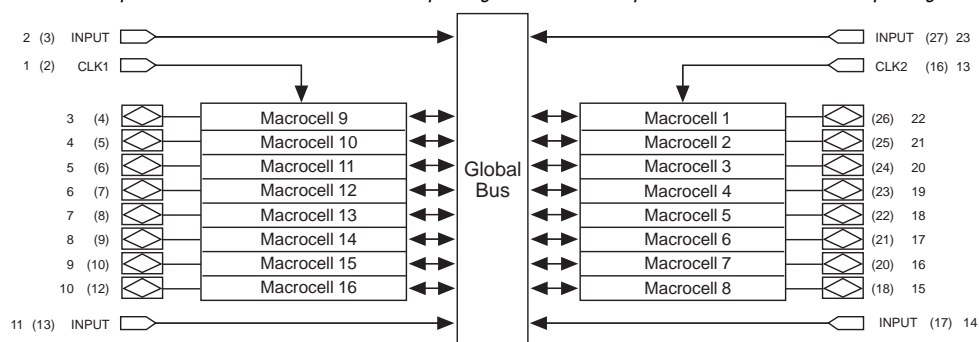 2 (3) INPUT INPUT (27) 23
1 (2) CLK1 CLK2 (16) 13
3 (4) Macrocell 9 Macrocell 1 (26) 22
4 (5) Macrocell 10 Macrocell 2 (25) 21
5 (6) Macrocell 11 Global Macrocell 3 (24) 20
6 (7) Macrocell 12 Bus Macrocell 4 (23) 19
7 (8) Macrocell 13 Macrocell 5 (22) 18
8 (9) Macrocell 14 Macrocell 6 (21) 17
9 (10) Macrocell 15 Macrocell 7 (20) 16
10 (12) Macrocell 16 Macrocell 8 (18) 15
11 (13) INPUT INPUT (17) 14